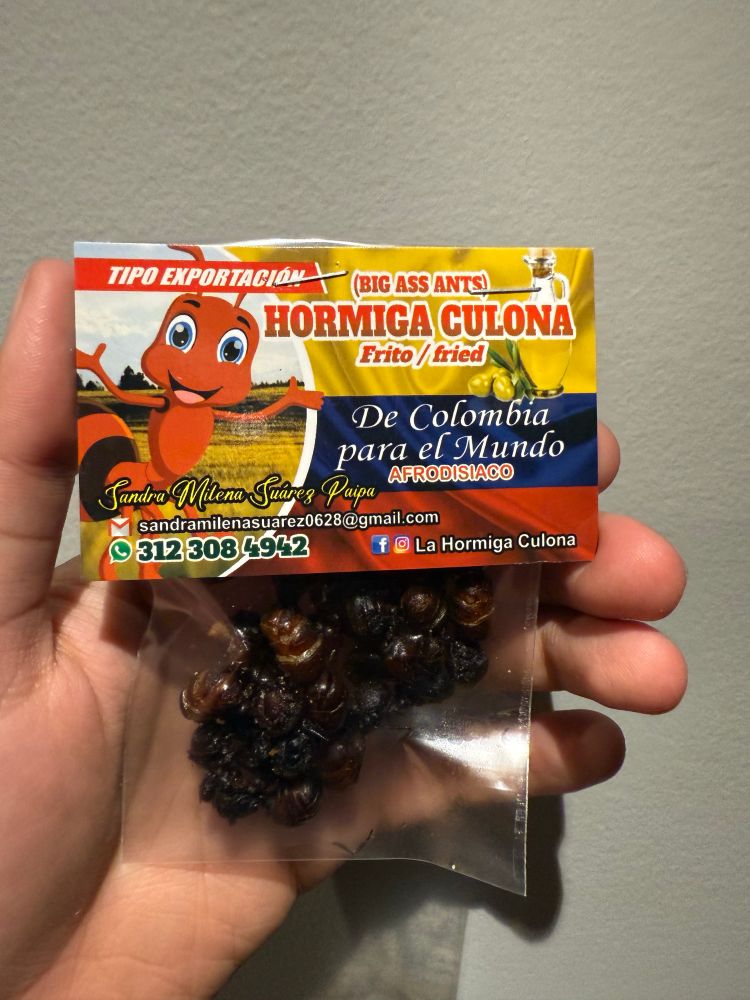 TIPO EXPORTACIÓN
(BIG ASS ANTS)
HORMIGA CULONA
Frito / fried
De Colombia
para el Mundo
AFRODISIACO
Sandra Milena Suárez Paipa
sandramilenasuarez0628@gmail.com
312 308 4942
La Hormiga Culona